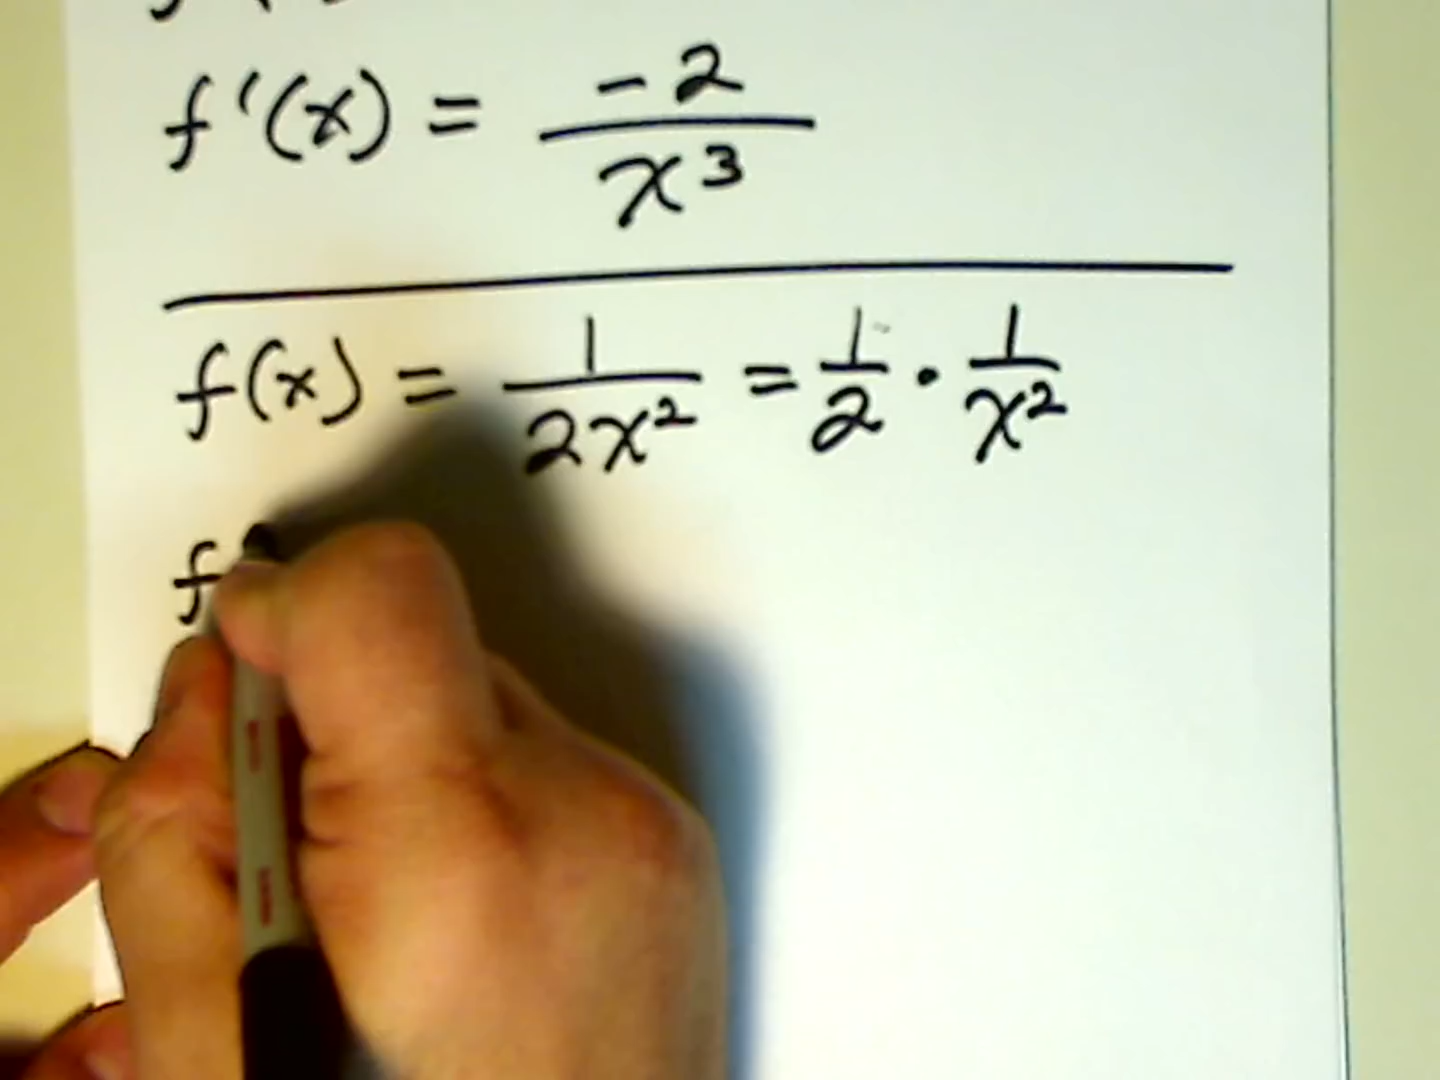 f'(x) = -2/x³
f(x) = 1/2x² = 1/2 · 1/x²
f